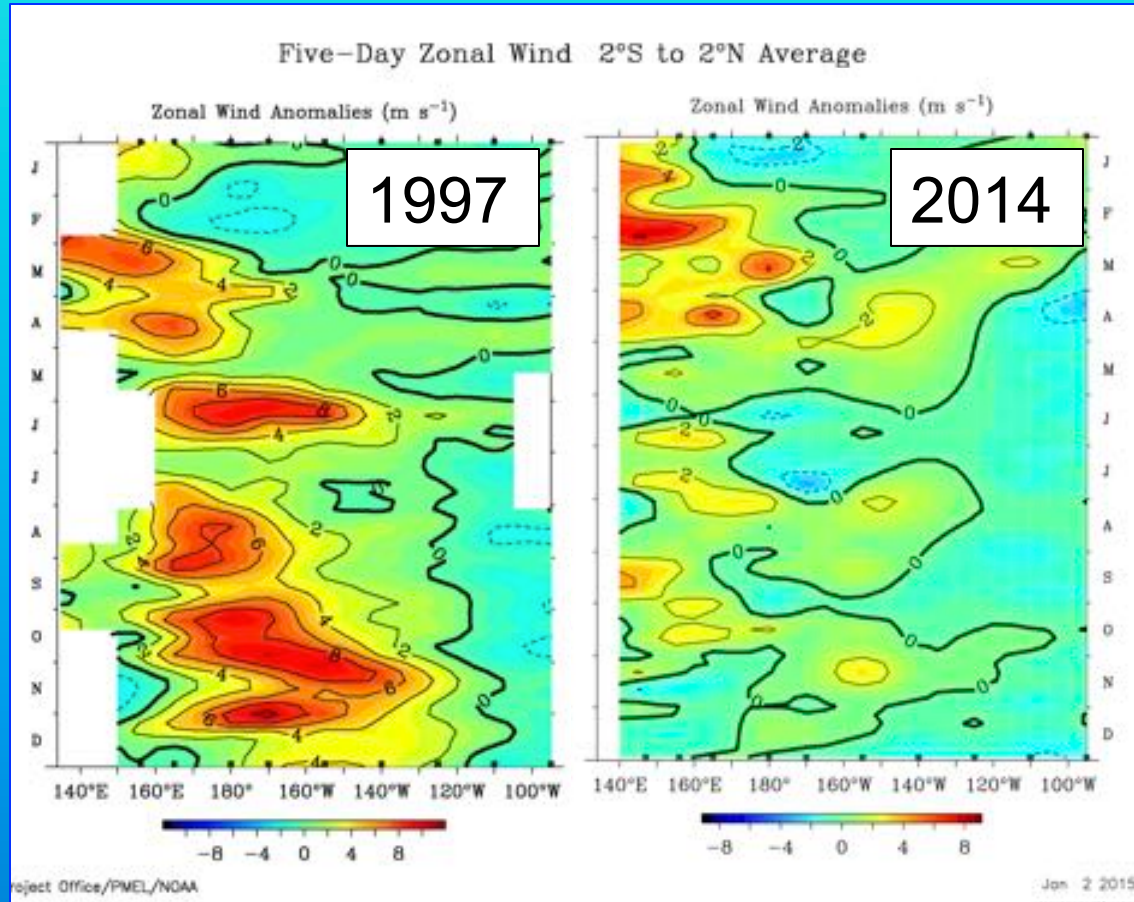 Five-Day Zonal Wind 2°S to 2°N Average
Zonal Wind Anomalies (m s⁻¹)
Zonal Wind Anomalies (m s⁻¹)
1997
2014
J
F
M
A
M
J
J
A
S
O
N
D
J
F
M
A
M
J
J
A
S
O
N
D
140°E 160°E 180° 160°W 140°W 120°W 100°W
140°E 160°E 180° 160°W 140°W 120°W 100°W
-8 -4 0 4 8
-8 -4 0 4 8
roject Office/PMEL/NOAA
Jan 2 2015